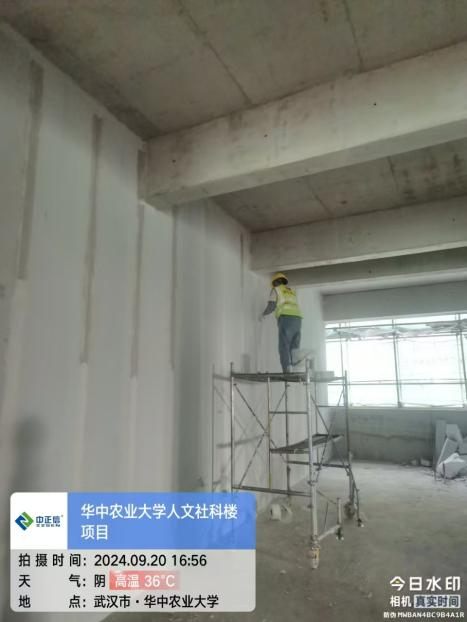 中正信
ZZSEN
华中农业大学人文社科楼
项目
拍摄时间：2024.09.20 16:56
天气：阴 高温 36℃
地点：武汉市·华中农业大学
今日水印
相机 真实时间
防伪 MWBAN4BC9B4A1R